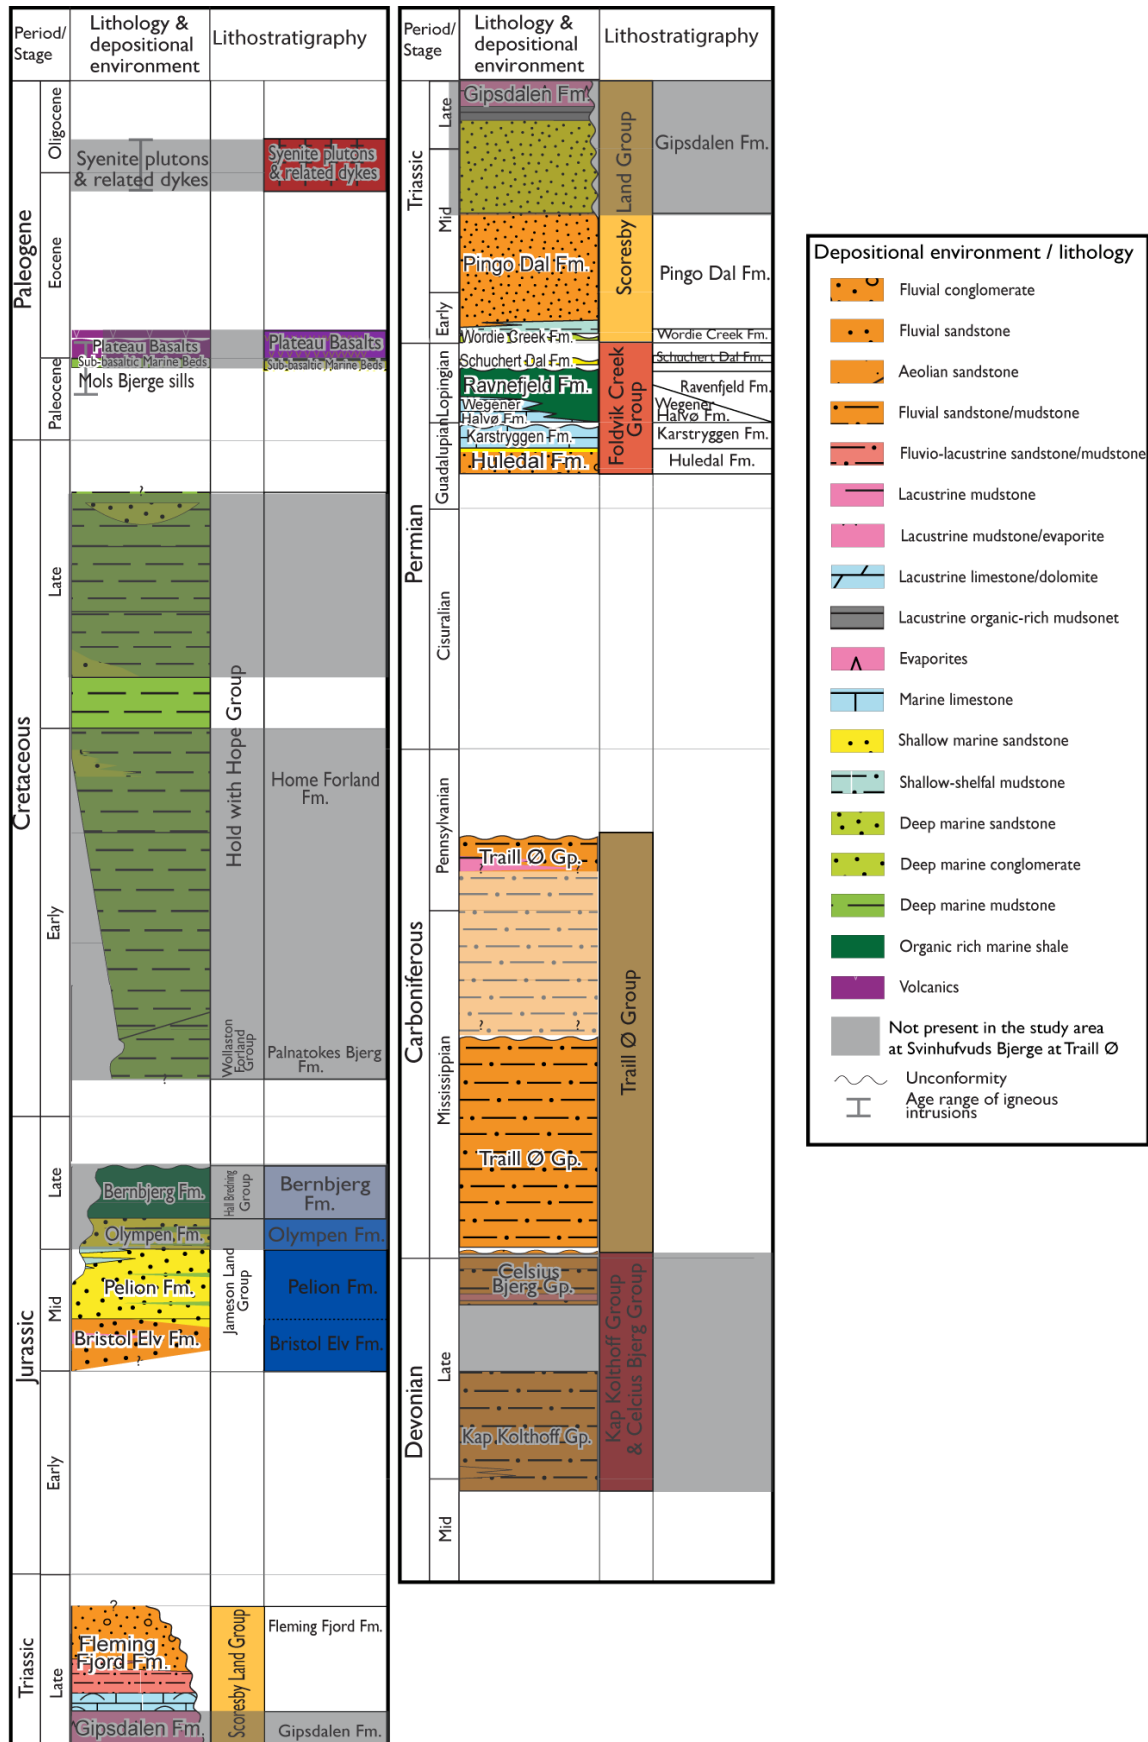 Period/
Stage
Lithology &
depositional
environment
Lithostratigraphy
Paleogene
Oligocene
Eocene
Paleocene
Syenite plutons
& related dykes
Syenite plutons
& related dykes
Plateau Basalts
Sub-basaltic Marine Beds
Mols Bjerge sills
Plateau Basalts
Sub-basaltic Marine Beds
Cretaceous
Late
Early
?
?
Hold with Hope Group
Home Forland
Fm.
Wollaston
Forland
Group
Palnatokes Bjerg
Fm.
Jurassic
Late
Mid
Early
Bernbjerg Fm.
Olympen Fm.
Pelion Fm.
Bristol Elv Fm.
?
Hall Bredning
Group
Jameson Land
Group
Bernbjerg
Fm.
Olympen Fm.
Pelion Fm.
Bristol Elv Fm.
Triassic
Late
?
Fleming
Fjord Fm.
Gipsdalen Fm.
Scoresby Land Group
Fleming Fjord Fm.
Gipsdalen Fm.
Period/
Stage
Lithology &
depositional
environment
Lithostratigraphy
Triassic
Late
Mid
Early
Gipsdalen Fm.
Pingo Dal Fm.
Wordie Creek Fm.
Scoresby Land Group
Gipsdalen Fm.
Pingo Dal Fm.
Wordie Creek Fm.
Permian
Lopingian
Guadalupian
Cisuralian
Schuchert Dal Fm.
Ravnefjeld Fm.
Wegener
Halvø Fm.
Karstryggen Fm.
Huledal Fm.
Foldvik Creek
Group
Schuchert Dal Fm.
Ravenfjeld Fm.
Wegener
Halvø Fm.
Karstryggen Fm.
Huledal Fm.
Carboniferous
Pennsylvanian
Mississippian
Traill Ø Gp.
? ?
? ?
Traill Ø Gp.
Traill Ø Group
Devonian
Late
Mid
Celsius
Bjerg Gp.
Kap Kolthoff Gp.
Kap Kolthoff Group
& Celcius Bjerg Group
Depositional environment / lithology
Fluvial conglomerate
Fluvial sandstone
Aeolian sandstone
Fluvial sandstone/mudstone
Fluvio-lacustrine sandstone/mudstone
Lacustrine mudstone
Lacustrine mudstone/evaporite
Lacustrine limestone/dolomite
Lacustrine organic-rich mudsonet
Evaporites
Marine limestone
Shallow marine sandstone
Shallow-shelfal mudstone
Deep marine sandstone
Deep marine conglomerate
Deep marine mudstone
Organic rich marine shale
Volcanics
Not present in the study area
at Svinhufvuds Bjerge at Traill Ø
Unconformity
Age range of igneous
intrusions